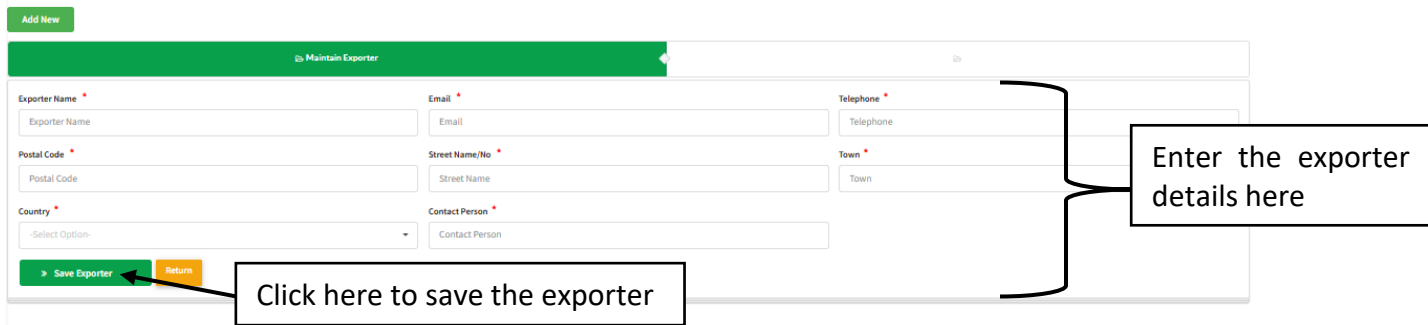 Add New
Maintain Exporter
Exporter Name *
Email *
Telephone *
Exporter Name
Email
Telephone
Postal Code *
Street Name/No *
Town *
Postal Code
Street Name
Town
Enter the exporter
details here
Country *
Contact Person *
-Select Option-
Contact Person
» Save Exporter
Return
Click here to save the exporter